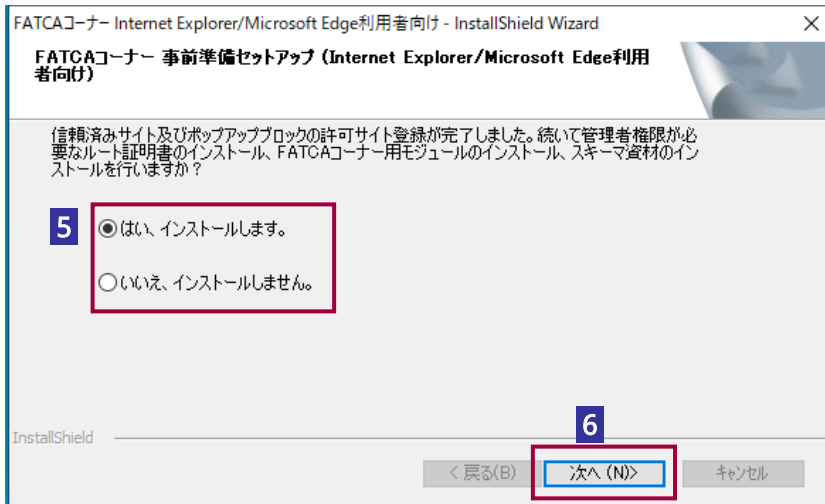 FATCAコーナー Internet Explorer/Microsoft Edge利用者向け - InstallShield Wizard
FATCAコーナー 事前準備セットアップ (Internet Explorer/Microsoft Edge利用
者向け)
信頼済みサイト及びポップアップブロックの許可サイト登録が完了しました。続いて管理者権限が必
要なルート証明書のインストール、FATCAコーナー用モジュールのインストール、スキーマ資材のイン
ストールを行いますか？
5
はい、インストールします。
いいえ、インストールしません。
6
InstallShield
< 戻る(B)
次へ (N)>
キャンセル